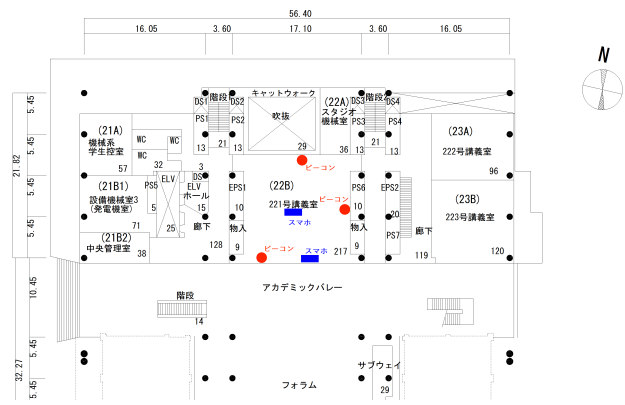 56.40
16.05 3.60 17.10 3.60 16.05
N
5.45
5.45
5.45
5.45
21.82
10.45
5.45
5.45
32.27
DS1 階段 DS2 キャットウォーク DS3 階段 DS4
PS1 PS2 吹抜 (22A) PS3 PS4
スタジオ
機械室
13 21 13 29 36 13 21 13
(21A)
機械系
学生控室
57
WC WC
WC
32 3
(23A)
222号講義室
96
ビーコン
(21B1)
設備機械室3
(発電機室)
71
PS5 ELV DS
5 25
ELV
ホール
15
EPS1
10
(22B)
221号講義室
ビーコン
スマホ
PS6
10
EPS2
20
PS7
(23B)
223号講義室
120
(21B2)
中央管理室
38
廊下
128
物入
9
ビーコン
スマホ
217
物入
9
廊下
119
アカデミックバレー
階段
14
サブウェイ
29
フォラム